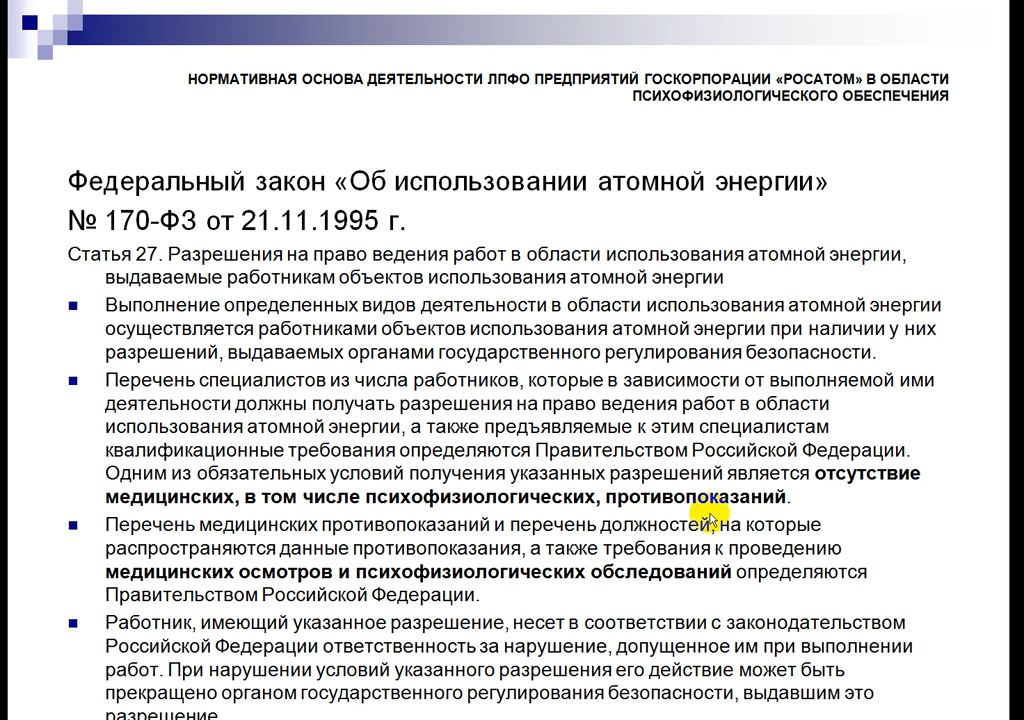 НОРМАТИВНАЯ ОСНОВА ДЕЯТЕЛЬНОСТИ ЛПФО ПРЕДПРИЯТИЙ ГОСКОРПОРАЦИИ «РОСАТОМ» В ОБЛАСТИ
ПСИХОФИЗИОЛОГИЧЕСКОГО ОБЕСПЕЧЕНИЯ
Федеральный закон «Об использовании атомной энергии»
№ 170-ФЗ от 21.11.1995 г.
Статья 27. Разрешения на право ведения работ в области использования атомной энергии,
выдаваемые работникам объектов использования атомной энергии
Выполнение определенных видов деятельности в области использования атомной энергии
осуществляется работниками объектов использования атомной энергии при наличии у них
разрешений, выдаваемых органами государственного регулирования безопасности.
Перечень специалистов из числа работников, которые в зависимости от выполняемой ими
деятельности должны получать разрешения на право ведения работ в области
использования атомной энергии, а также предъявляемые к этим специалистам
квалификационные требования определяются Правительством Российской Федерации.
Одним из обязательных условий получения указанных разрешений является отсутствие
медицинских, в том числе психофизиологических, противопоказаний.
Перечень медицинских противопоказаний и перечень должностей, на которые
распространяются данные противопоказания, а также требования к проведению
медицинских осмотров и психофизиологических обследований определяются
Правительством Российской Федерации.
Работник, имеющий указанное разрешение, несет в соответствии с законодательством
Российской Федерации ответственность за нарушение, допущенное им при выполнении
работ. При нарушении условий указанного разрешения его действие может быть
прекращено органом государственного регулирования безопасности, выдавшим это
разрешение